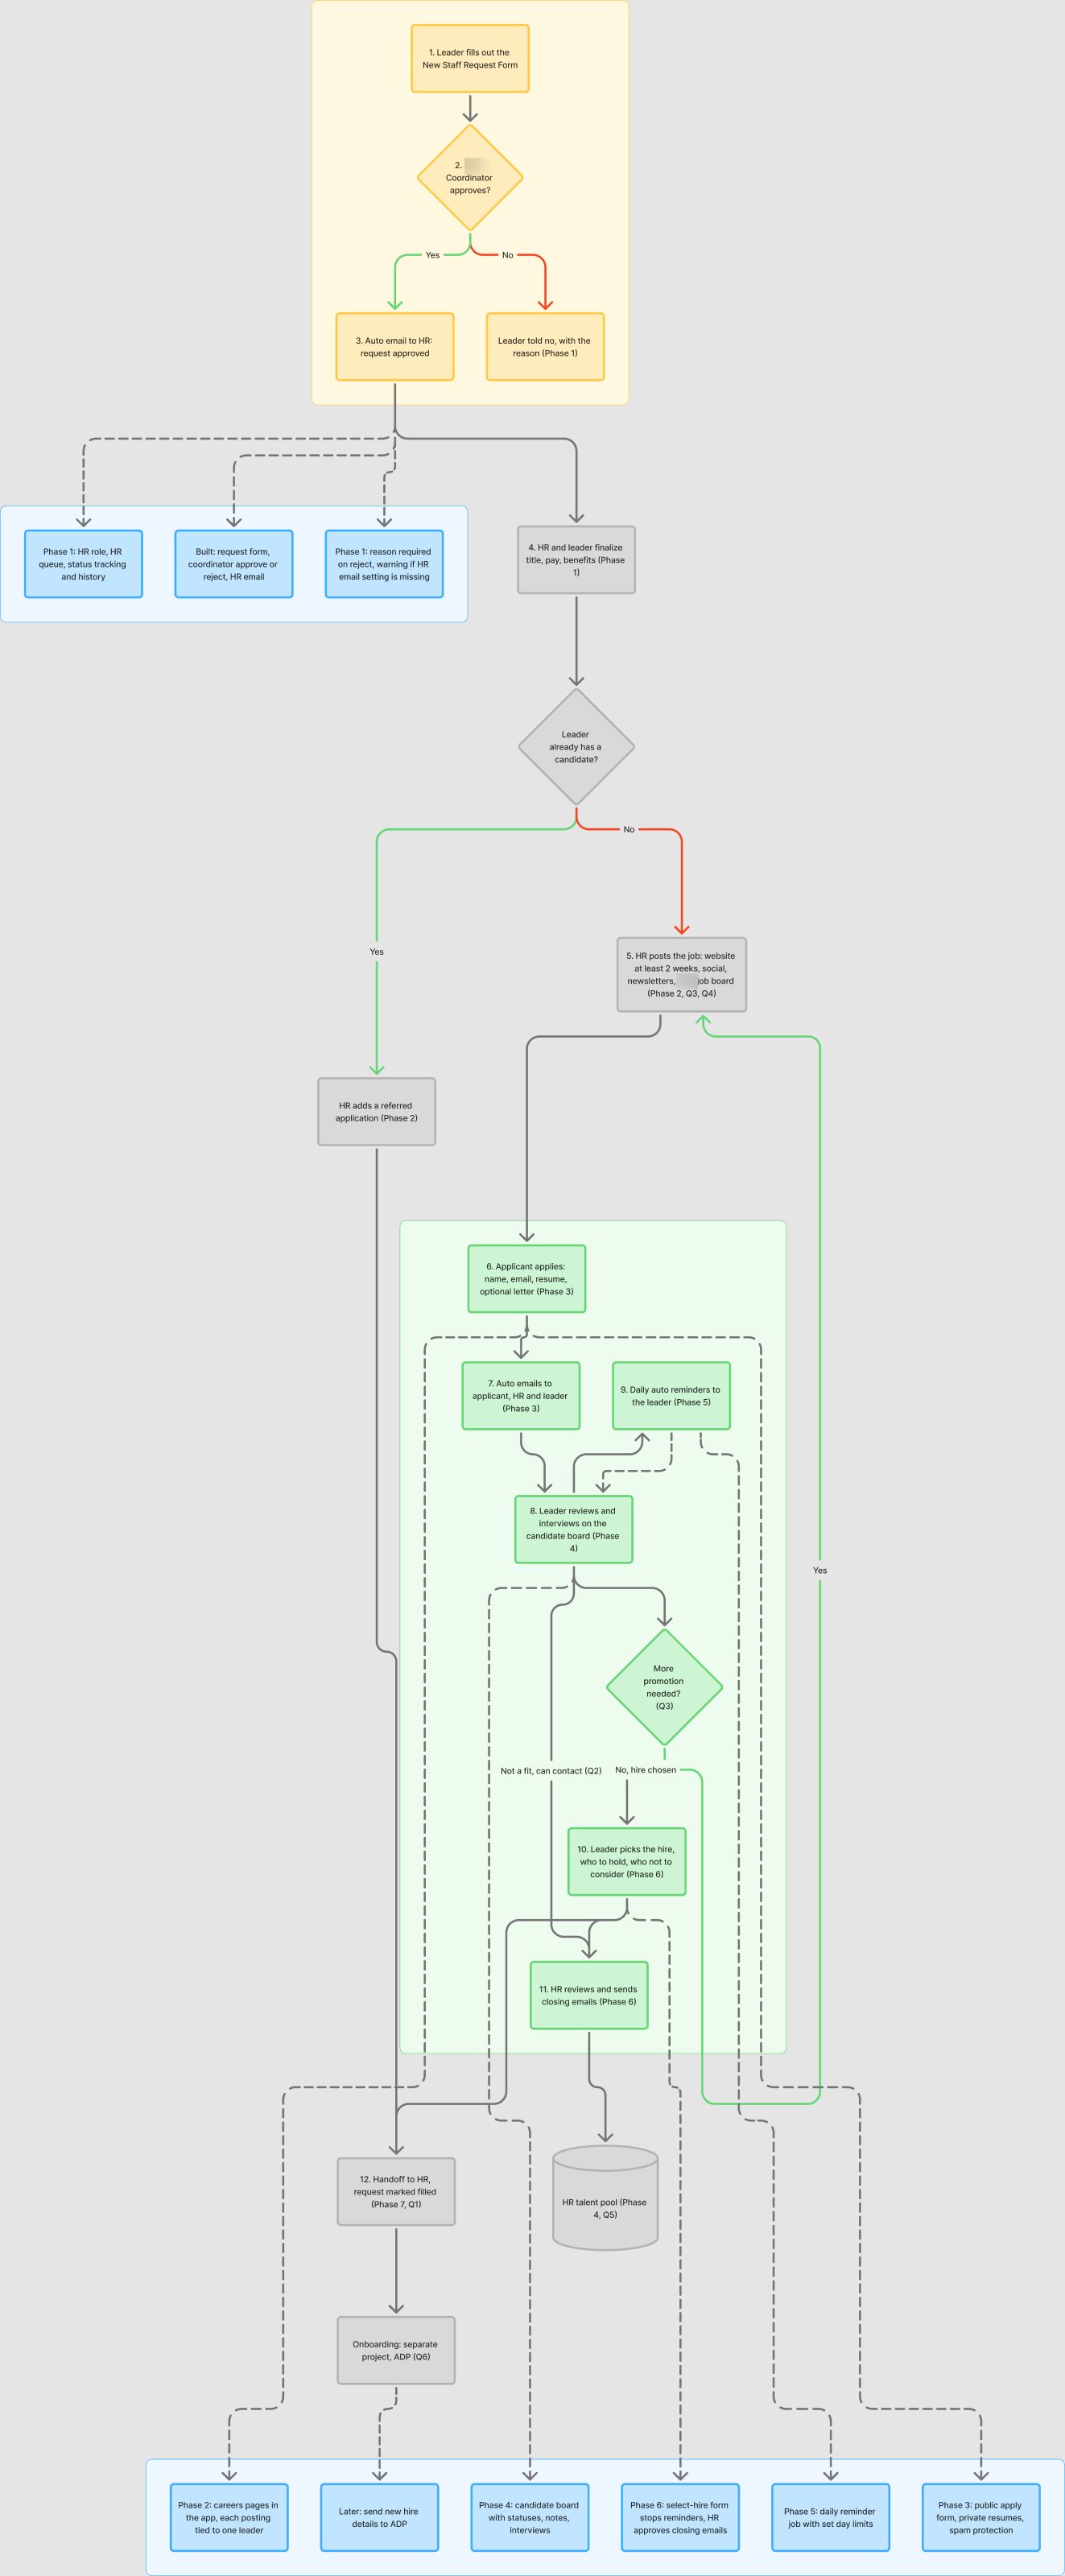 1. Leader fills out the
New Staff Request Form
2.
Coordinator
approves?
Yes
No
3. Auto email to HR:
request approved
Leader told no, with the
reason (Phase 1)
Phase 1: HR role, HR
queue, status tracking
and history
Built: request form,
coordinator approve or
reject, HR email
Phase 1: reason required
on reject, warning if HR
email setting is missing
4. HR and leader finalize
title, pay, benefits (Phase
1)
Leader
already has a
candidate?
No
Yes
5. HR posts the job: website
at least 2 weeks, social,
newsletters, job board
(Phase 2, Q3, Q4)
HR adds a referred
application (Phase 2)
6. Applicant applies:
name, email, resume,
optional letter (Phase 3)
7. Auto emails to
applicant, HR and leader
(Phase 3)
9. Daily auto reminders to
the leader (Phase 5)
8. Leader reviews and
interviews on the
candidate board (Phase
4)
Yes
More
promotion
needed?
(Q3)
Not a fit, can contact (Q2)
No, hire chosen
10. Leader picks the hire,
who to hold, who not to
consider (Phase 6)
11. HR reviews and sends
closing emails (Phase 6)
12. Handoff to HR,
request marked filled
(Phase 7, Q1)
HR talent pool (Phase
4, Q5)
Onboarding: separate
project, ADP (Q6)
Phase 2: careers pages in
the app, each posting
tied to one leader
Later: send new hire
details to ADP
Phase 4: candidate board
with statuses, notes,
interviews
Phase 6: select-hire form
stops reminders, HR
approves closing emails
Phase 5: daily reminder
job with set day limits
Phase 3: public apply
form, private resumes,
spam protection